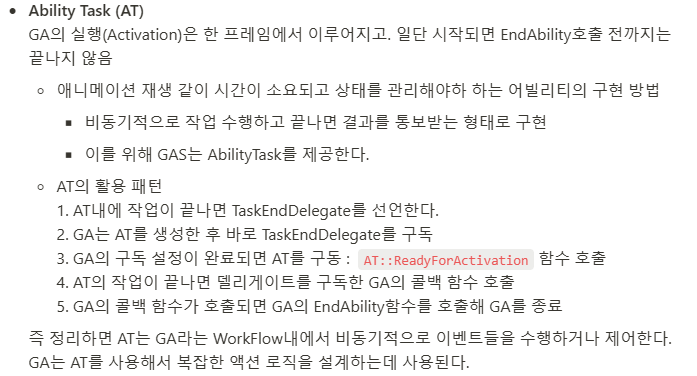 Ability Task (AT)
GA의 실행(Activation)은 한 프레임에서 이루어지고. 일단 시작되면 EndAbility호출 전까지는
끝나지 않음
애니메이션 재생 같이 시간이 소요되고 상태를 관리해야하 하는 어빌리티의 구현 방법
비동기적으로 작업 수행하고 끝나면 결과를 통보받는 형태로 구현
이를 위해 GAS는 AbilityTask를 제공한다.
AT의 활용 패턴
1. AT내에 작업이 끝나면 TaskEndDelegate를 선언한다.
2. GA는 AT를 생성한 후 바로 TaskEndDelegate를 구독
3. GA의 구독 설정이 완료되면 AT를 구동 : AT::ReadyForActivation 함수 호출
4. AT의 작업이 끝나면 델리게이트를 구독한 GA의 콜백 함수 호출
5. GA의 콜백 함수가 호출되면 GA의 EndAbility함수를 호출해 GA를 종료
즉 정리하면 AT는 GA라는 WorkFlow내에서 비동기적으로 이벤트들을 수행하거나 제어한다.
GA는 AT를 사용해서 복잡한 액션 로직을 설계하는데 사용된다.